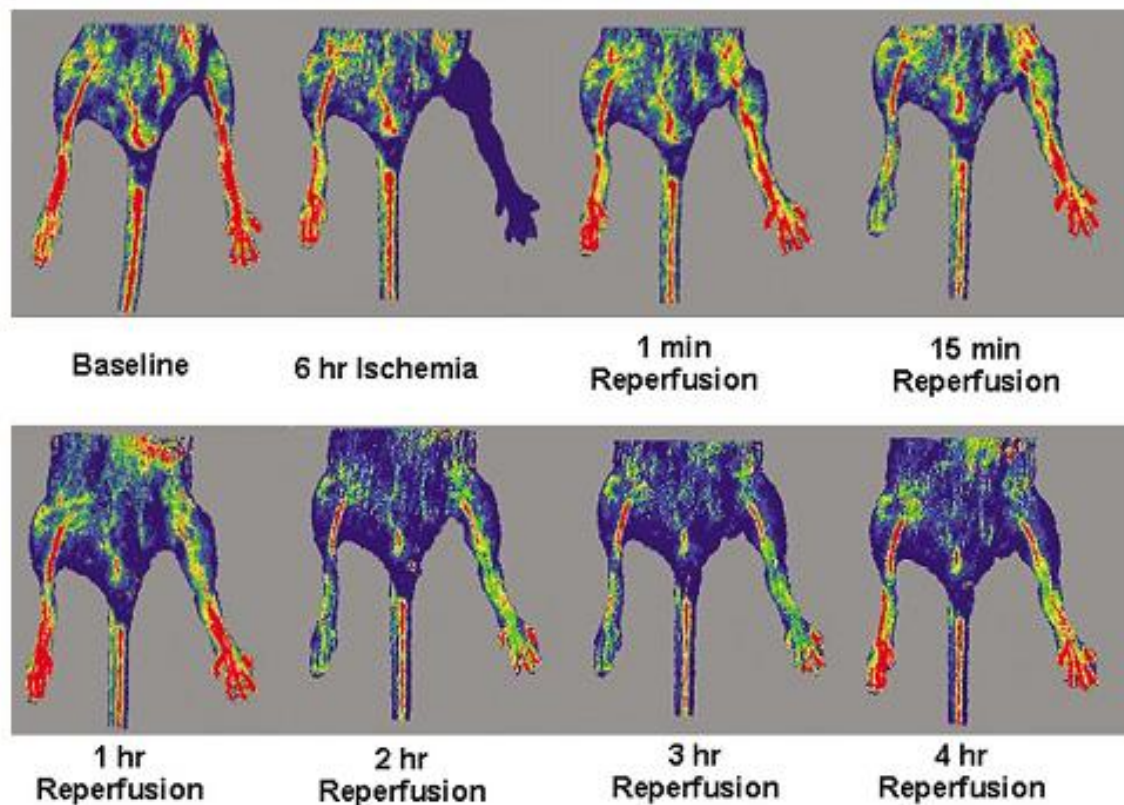 Baseline
6 hr Ischemia
1 min
Reperfusion
15 min
Reperfusion
1 hr
Reperfusion
2 hr
Reperfusion
3 hr
Reperfusion
4 hr
Reperfusion